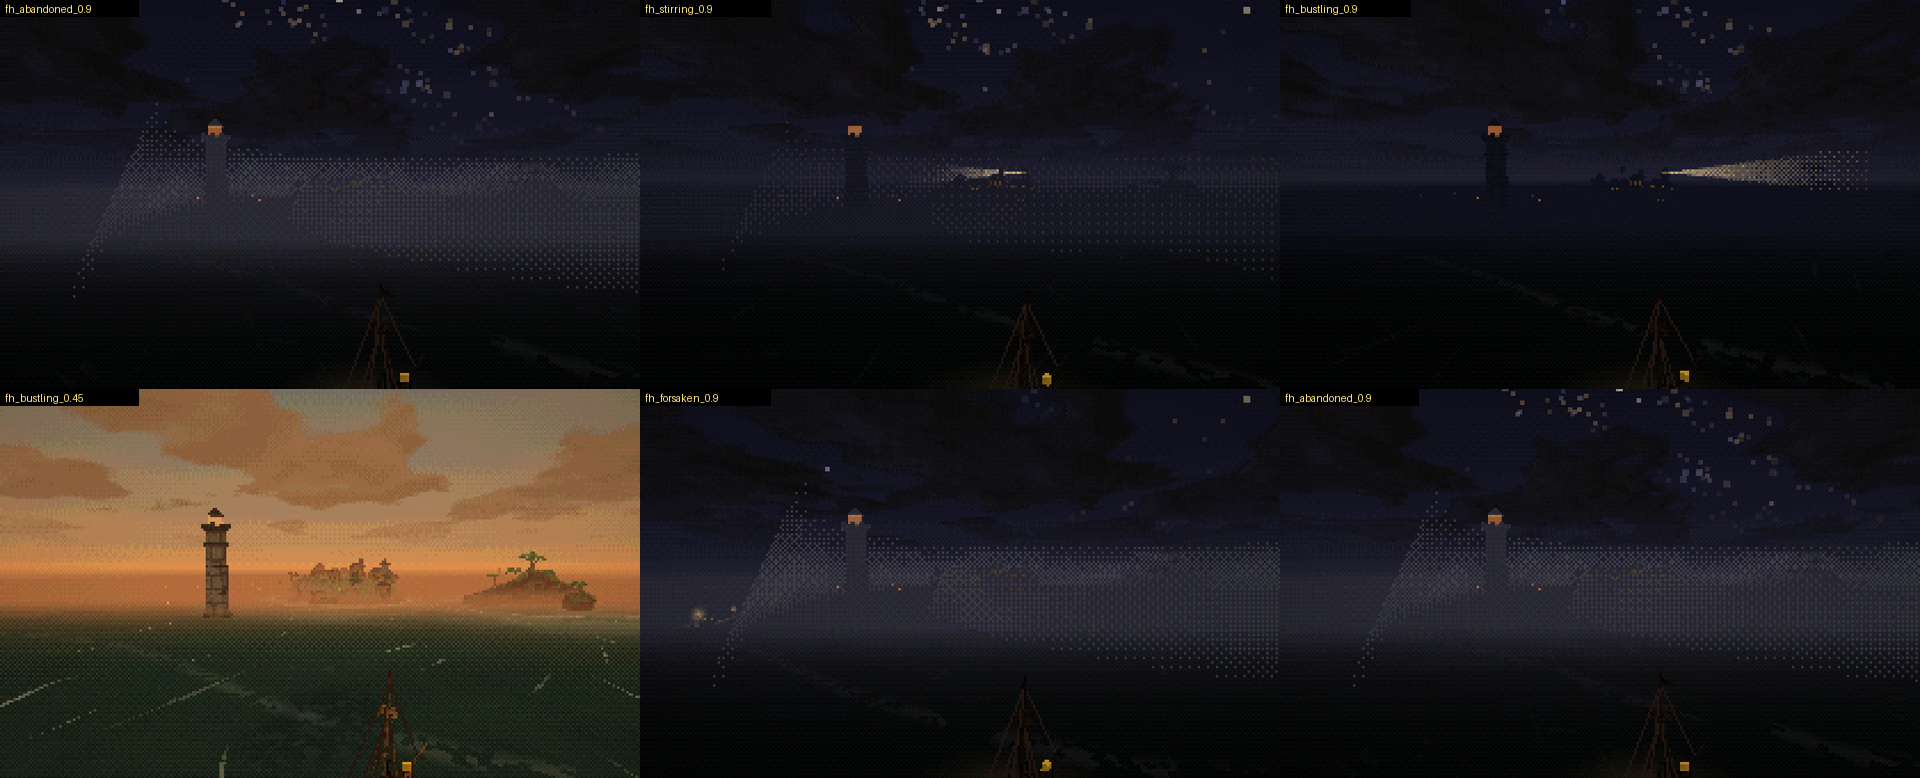 fh_abandoned_0.9
fh_stirring_0.9
fh_bustling_0.9
fh_bustling_0.45
fh_forsaken_0.9
fh_abandoned_0.9